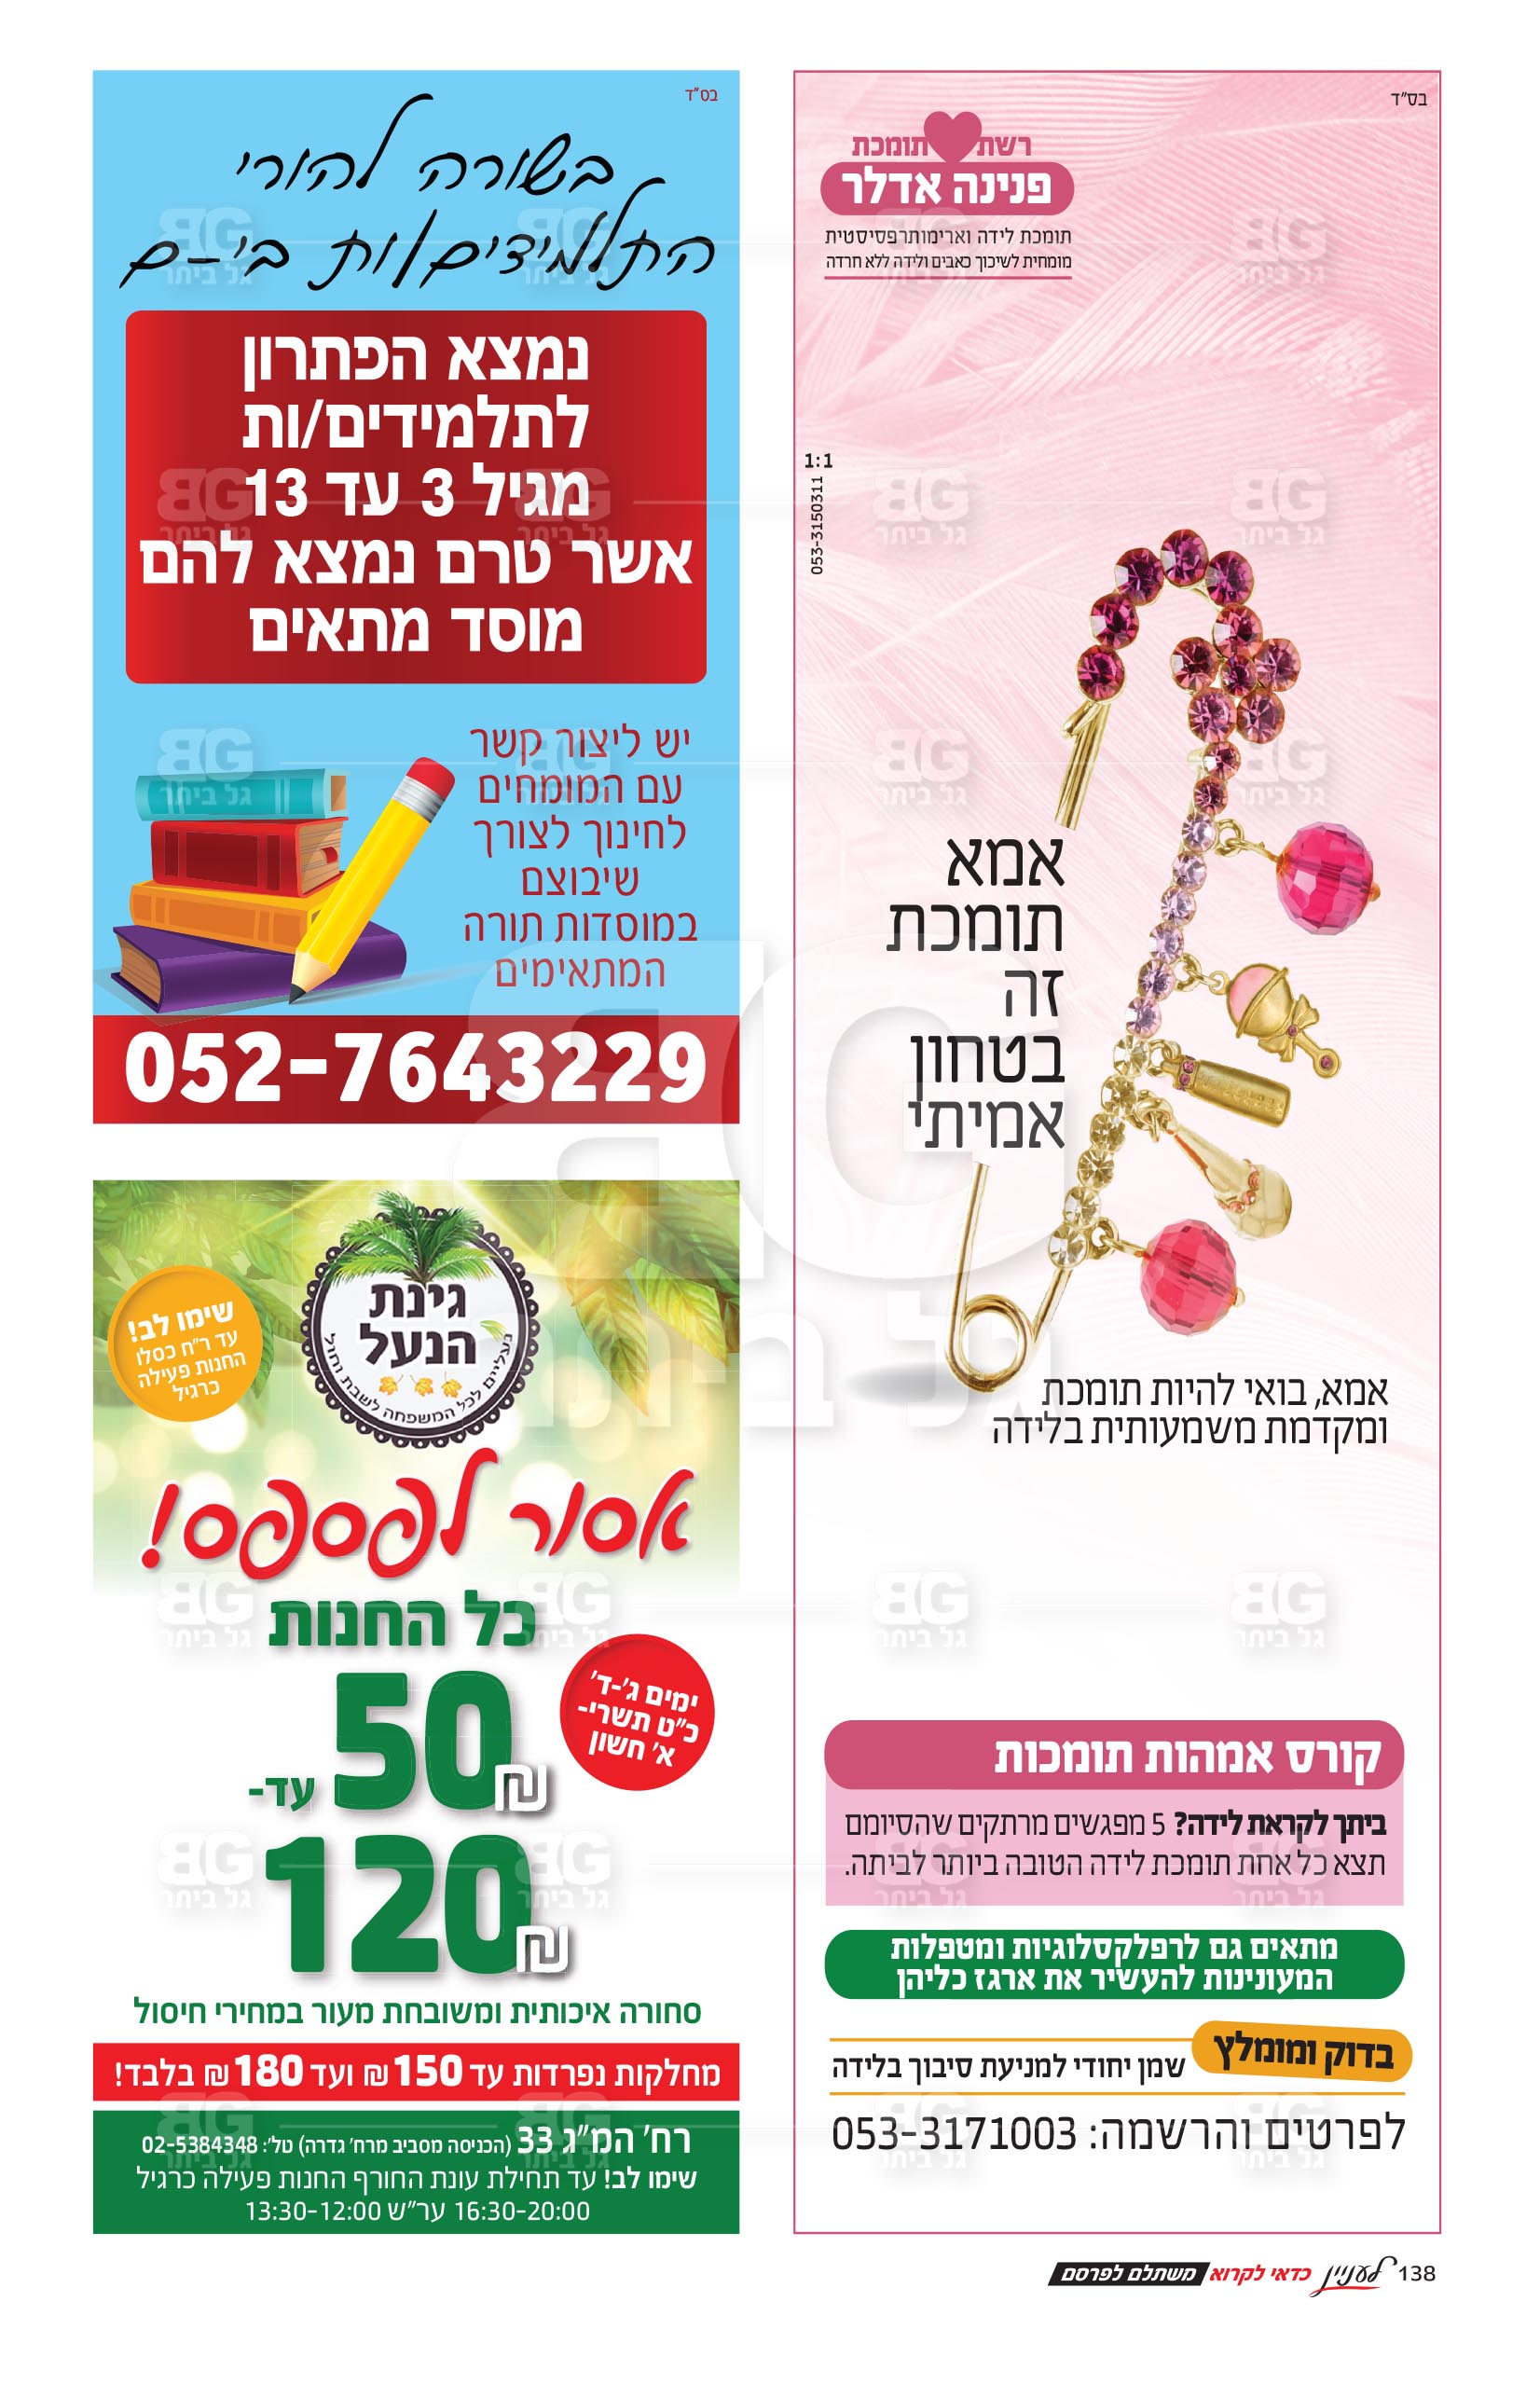 בס"ד
רשת תומכת
פנינה אדלר
תומכת לידה וארימותרפסיסטית
מומחית לשיכוך כאבים ולידה ללא חרדה
1:1
053-3150311
אמא
תומכת
זה
בטחון
אמיתי
אמא, בואי להיות תומכת
ומקדמת משמעותית בלידה
קורס אמהות תומכות
ביתך לקראת לידה? 5 מפגשים מרתקים שהסיומם
תצא כל אחת תומכת לידה הטובה ביותר לביתה.
מתאים גם לרפלקסלוגיות ומטפלות
המעונינות להעשיר את ארגז כליהן
בדוק ומומלץ
שמן יחודי למניעת סיבוך בלידה
לפרטים והרשמה: 053-3171003
בס"ד
בשורה להורי
התלמידים/ות בי-ם
נמצא הפתרון
לתלמידים/ות
מגיל 3 עד 13
אשר טרם נמצא להם
מוסד מתאים
יש ליצור קשר
עם המומחים
לחינוך לצורך
שיבוצם
במוסדות תורה
המתאימים
052-7643229
גינת
הנעל
נעליים לכל המשפחה לשבת וחול
שימו לב!
עד ר"ח כסלו
החנות פעילה
כרגיל
אסור לפספס!
כל החנות
ימים ג'-ד'
כ"ט תשרי-
א' חשון
50 ₪ עד-
120 ₪
סחורה איכותית ומשובחת מעור במחירי חיסול
מחלקות נפרדות עד 150 ₪ ועד 180 ₪ בלבד!
רח' המ"ג 33 (הכניסה מסביב מרח' גדרה) טל': 02-5384348
שימו לב! עד תחילת עונת החורף החנות פעילה כרגיל
16:30-20:00 ער"ש 12:00-13:30
138 לעניין כדאי לקרוא משתלם לפרסם
BG
גל ביתר